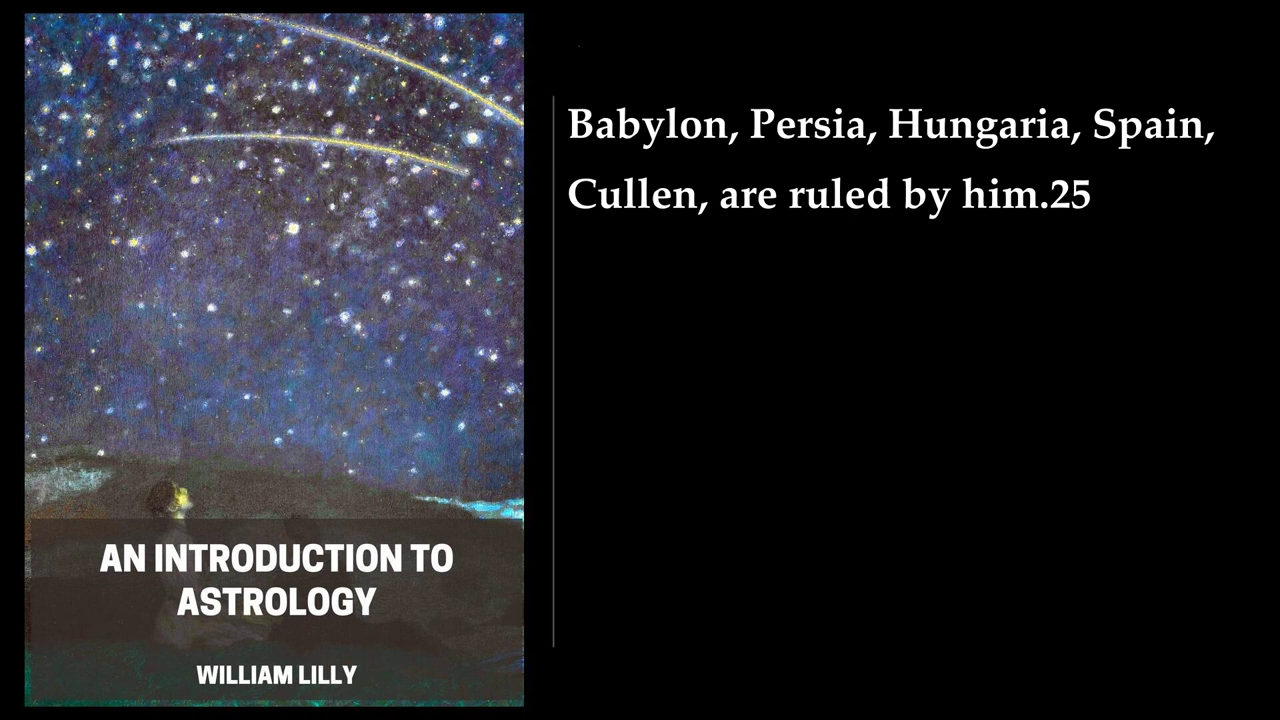 Babylon, Persia, Hungaria, Spain,
Cullen, are ruled by him.25
AN INTRODUCTION TO
ASTROLOGY
WILLIAM LILLY